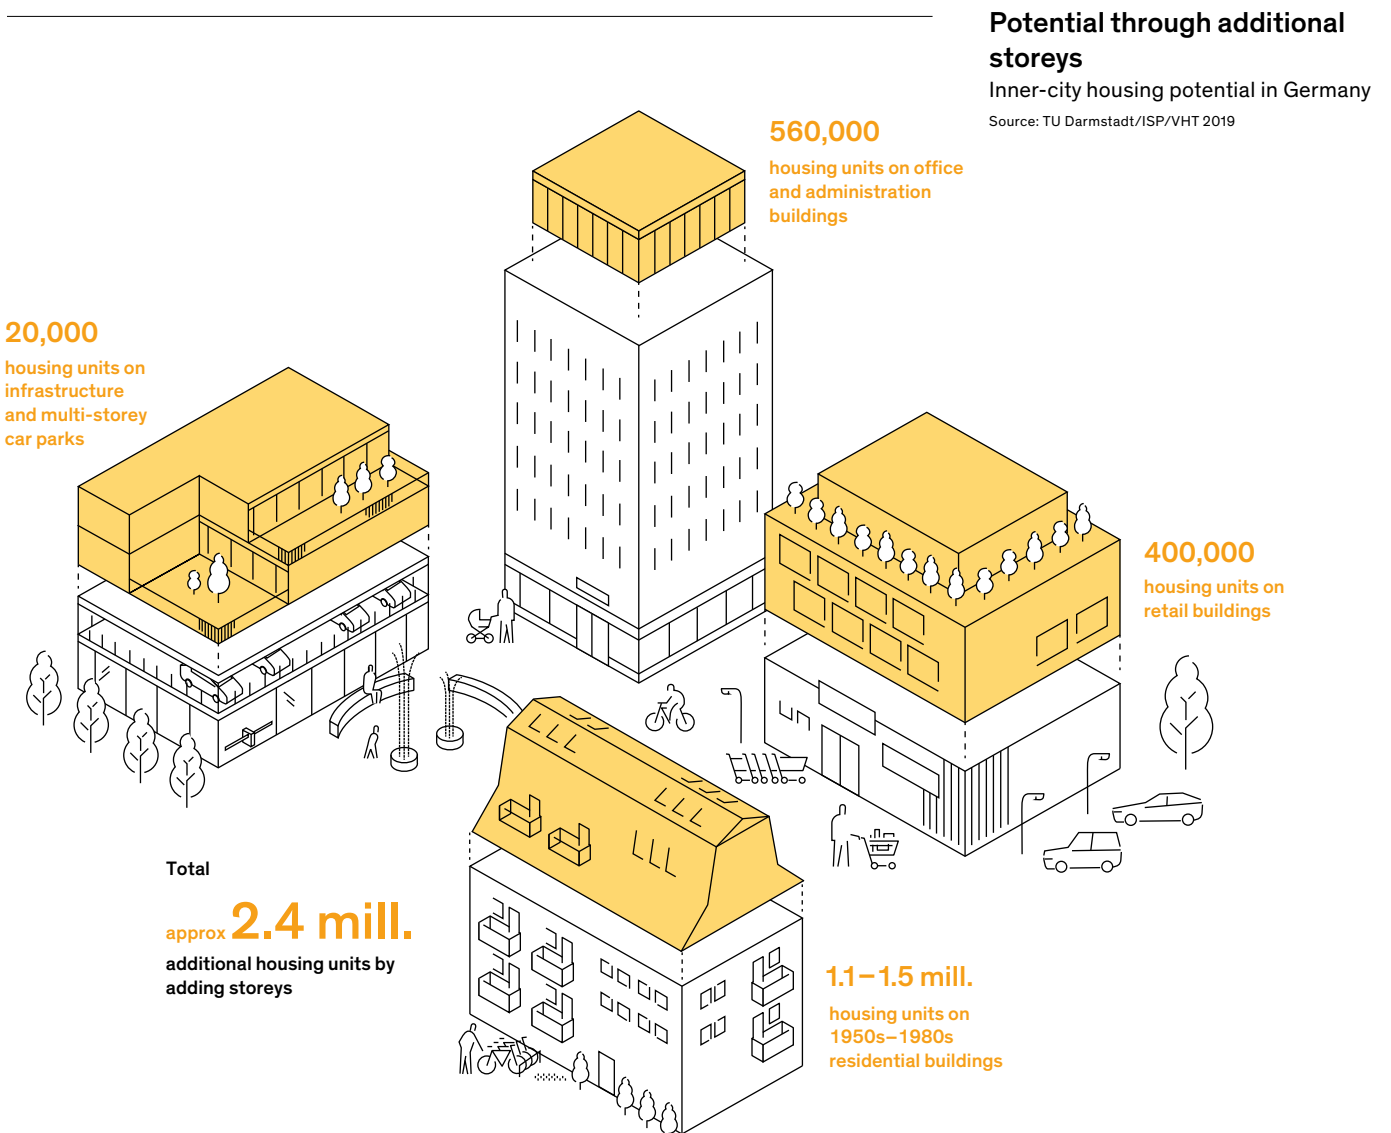 Potential through additional
storeys
Inner-city housing potential in Germany
Source: TU Darmstadt/ISP/VHT 2019
560,000
housing units on office
and administration
buildings
20,000
housing units on
infrastructure
and multi-storey
car parks
400,000
housing units on
retail buildings
Total
approx 2.4 mill.
additional housing units by
adding storeys
1.1–1.5 mill.
housing units on
1950s–1980s
residential buildings